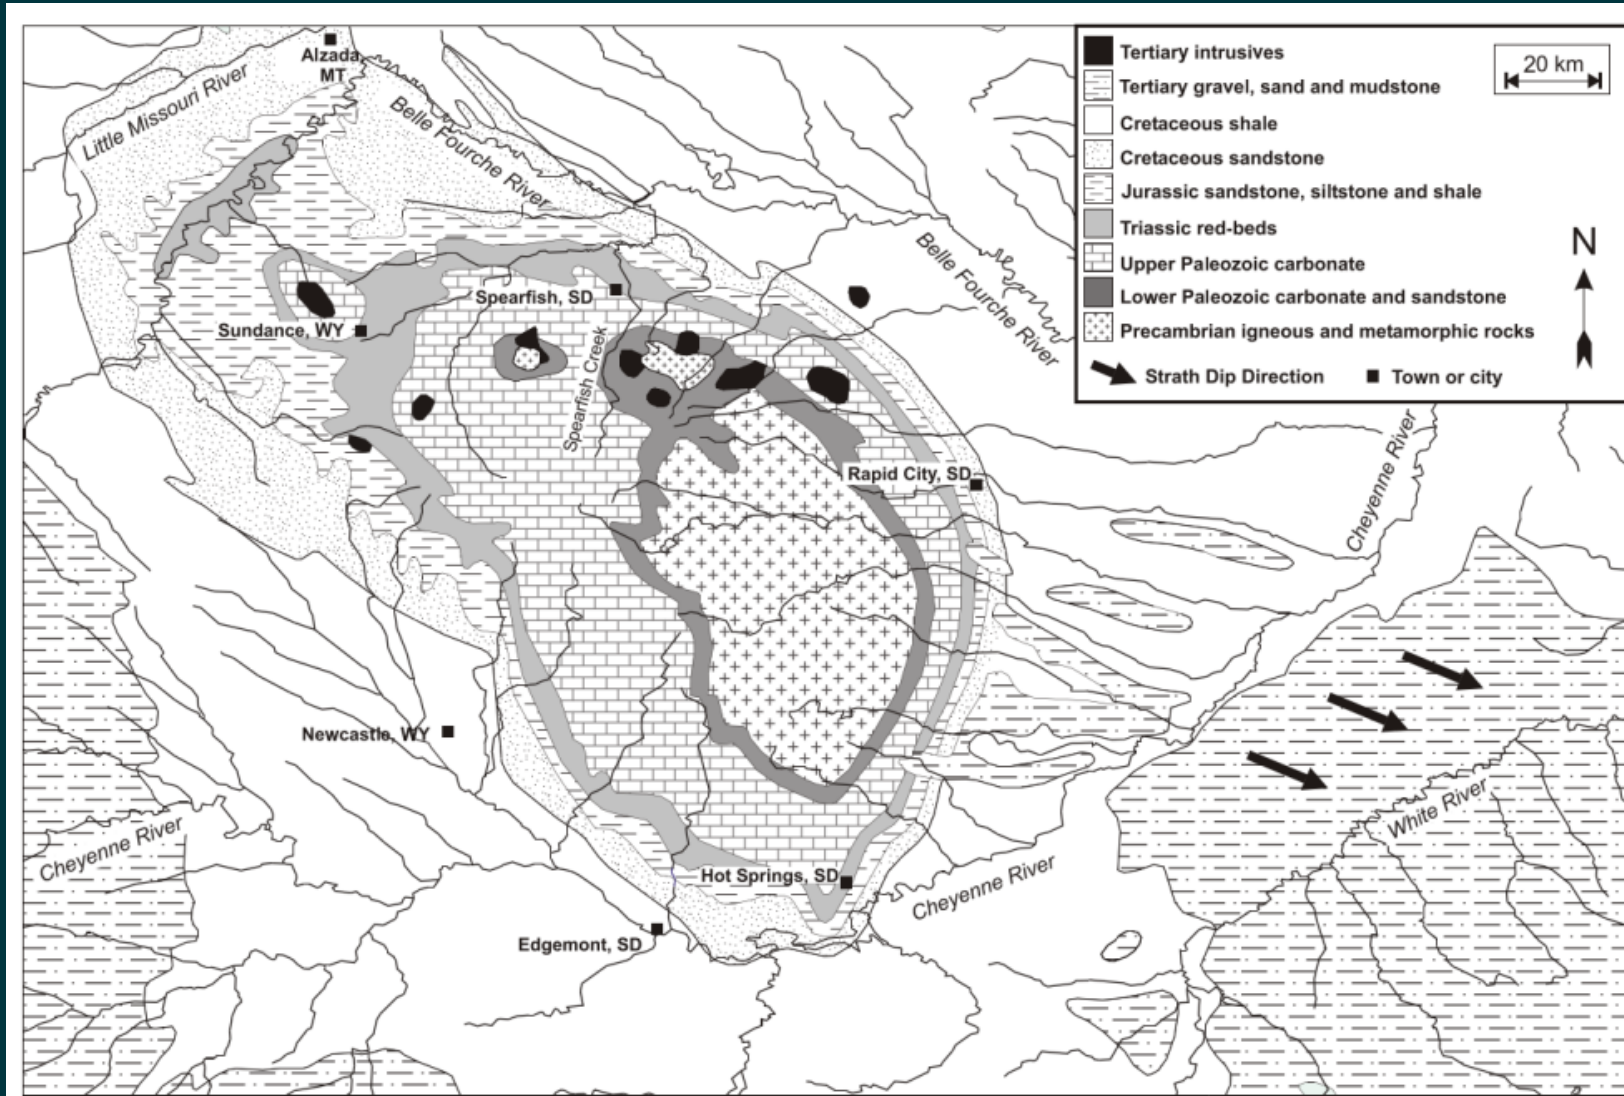 Alzada
MT
Little Missouri River
Belle Fourche River
Belle Fourche River
Spearfish, SD
Sundance, WY
Spearfish Creek
Rapid City, SD
Cheyenne River
Newcastle, WY
White River
Cheyenne River
Hot Springs, SD
Cheyenne River
Edgemont, SD
Tertiary intrusives
Tertiary gravel, sand and mudstone
Cretaceous shale
Cretaceous sandstone
Jurassic sandstone, siltstone and shale
Triassic red-beds
Upper Paleozoic carbonate
Lower Paleozoic carbonate and sandstone
Precambrian igneous and metamorphic rocks
Strath Dip Direction
Town or city
20 km
N